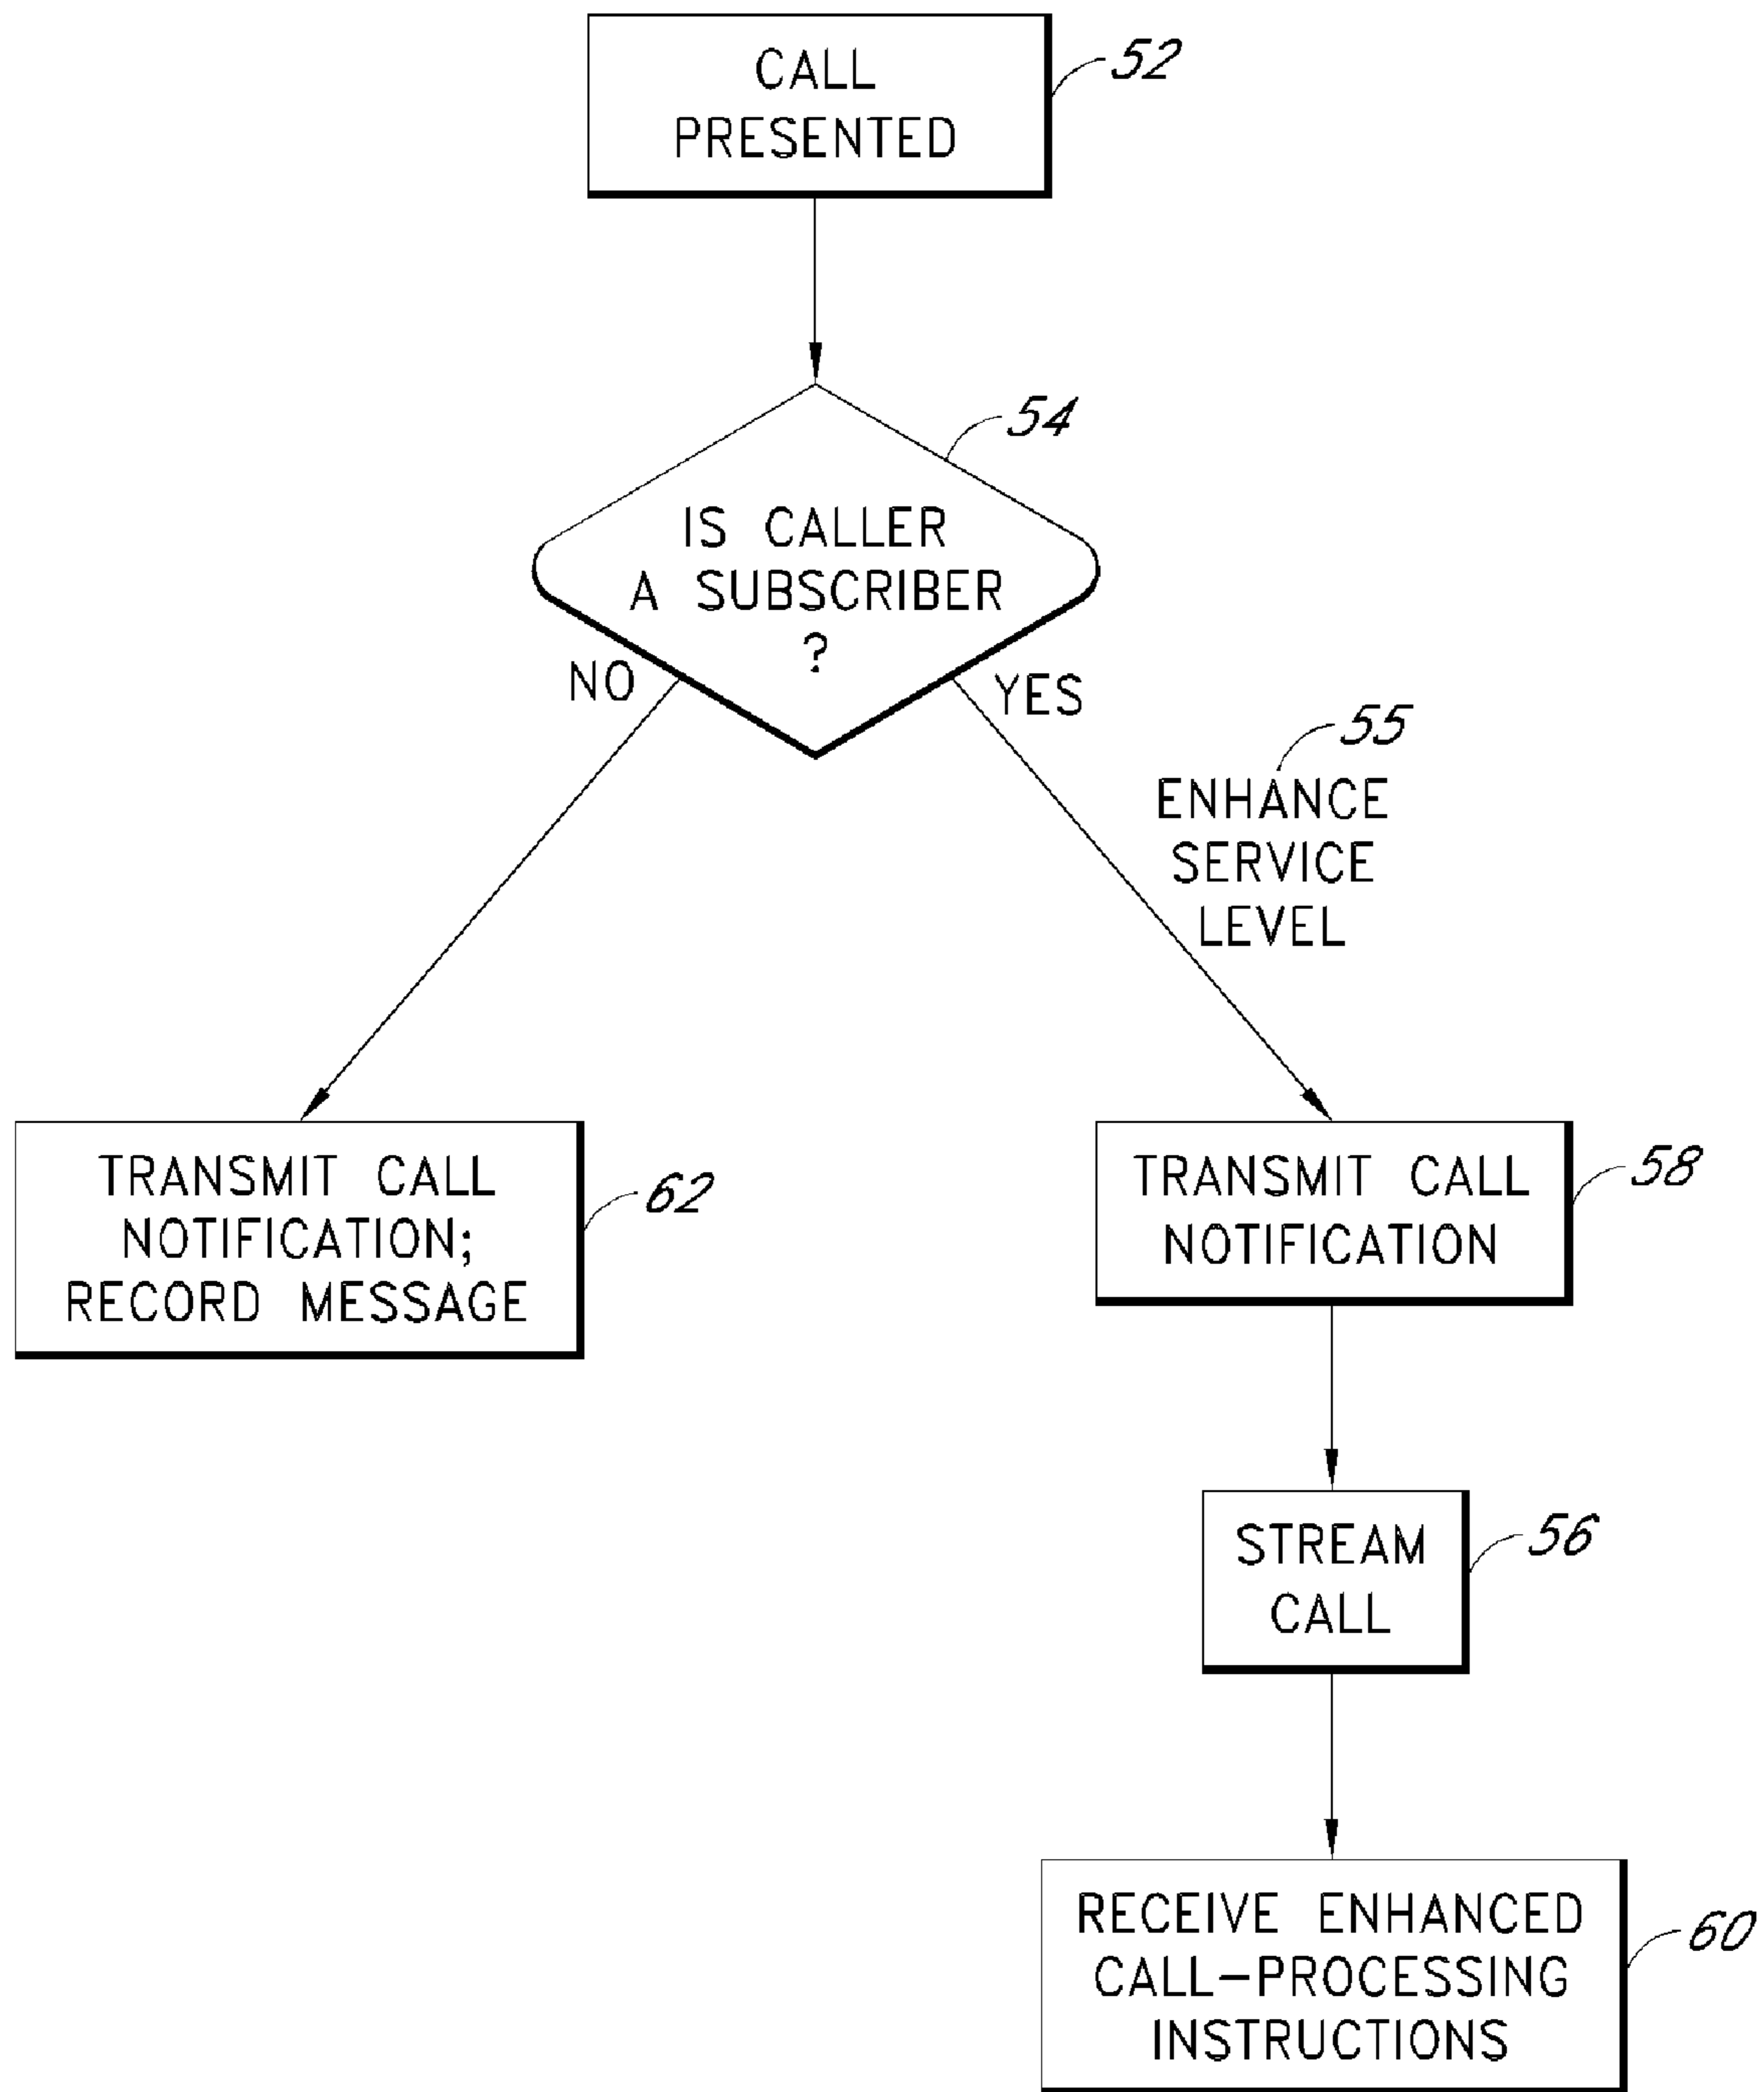 CALL
PRESENTED
52
54
IS CALLER
A SUBSCRIBER
?
NO
YES
55
ENHANCE
SERVICE
LEVEL
TRANSMIT CALL
NOTIFICATION;
RECORD MESSAGE
62
TRANSMIT CALL
NOTIFICATION
58
STREAM
CALL
56
RECEIVE ENHANCED
CALL-PROCESSING
INSTRUCTIONS
60